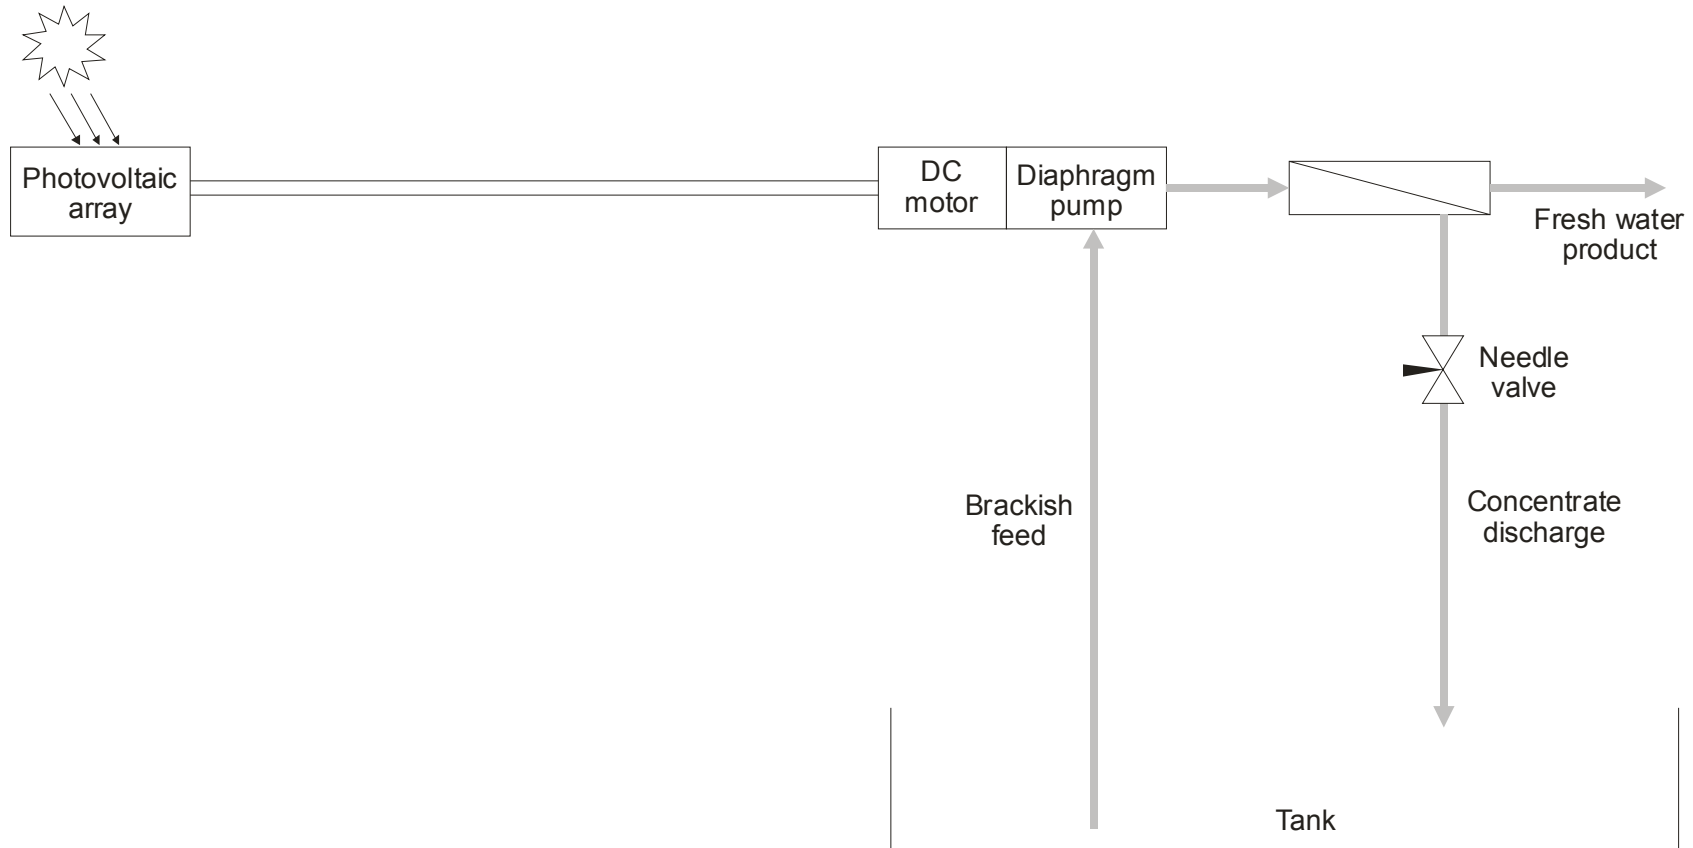 Photovoltaic
array
DC
motor
Diaphragm
pump
Fresh water
product
Needle
valve
Brackish
feed
Concentrate
discharge
Tank